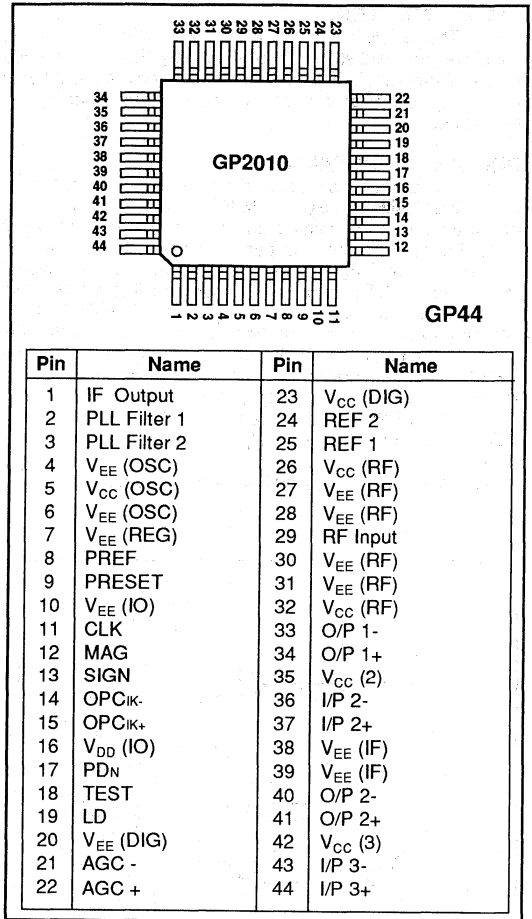 33 32 31 30 29 28 27 26 25 24 23
34 22
35 21
36 20
37 19
38 18
39 GP2010 17
40 16
41 15
42 14
43 13
44 12
1 2 3 4 5 6 7 8 9 10 11
GP44
Pin Name Pin Name
1 IF Output 23 VCC (DIG)
2 PLL Filter 1 24 REF 2
3 PLL Filter 2 25 REF 1
4 VEE (OSC) 26 VCC (RF)
5 VCC (OSC) 27 VEE (RF)
6 VEE (OSC) 28 VEE (RF)
7 VEE (REG) 29 RF Input
8 PREF 30 VEE (RF)
9 PRESET 31 VEE (RF)
10 VEE (IO) 32 VCC (RF)
11 CLK 33 O/P 1-
12 MAG 34 O/P 1+
13 SIGN 35 VCC (2)
14 OPCIK- 36 I/P 2-
15 OPCIK+ 37 I/P 2+
16 VDD (IO) 38 VEE (IF)
17 PDN 39 VEE (IF)
18 TEST 40 O/P 2-
19 LD 41 O/P 2+
20 VEE (DIG) 42 VCC (3)
21 AGC - 43 I/P 3-
22 AGC + 44 I/P 3+